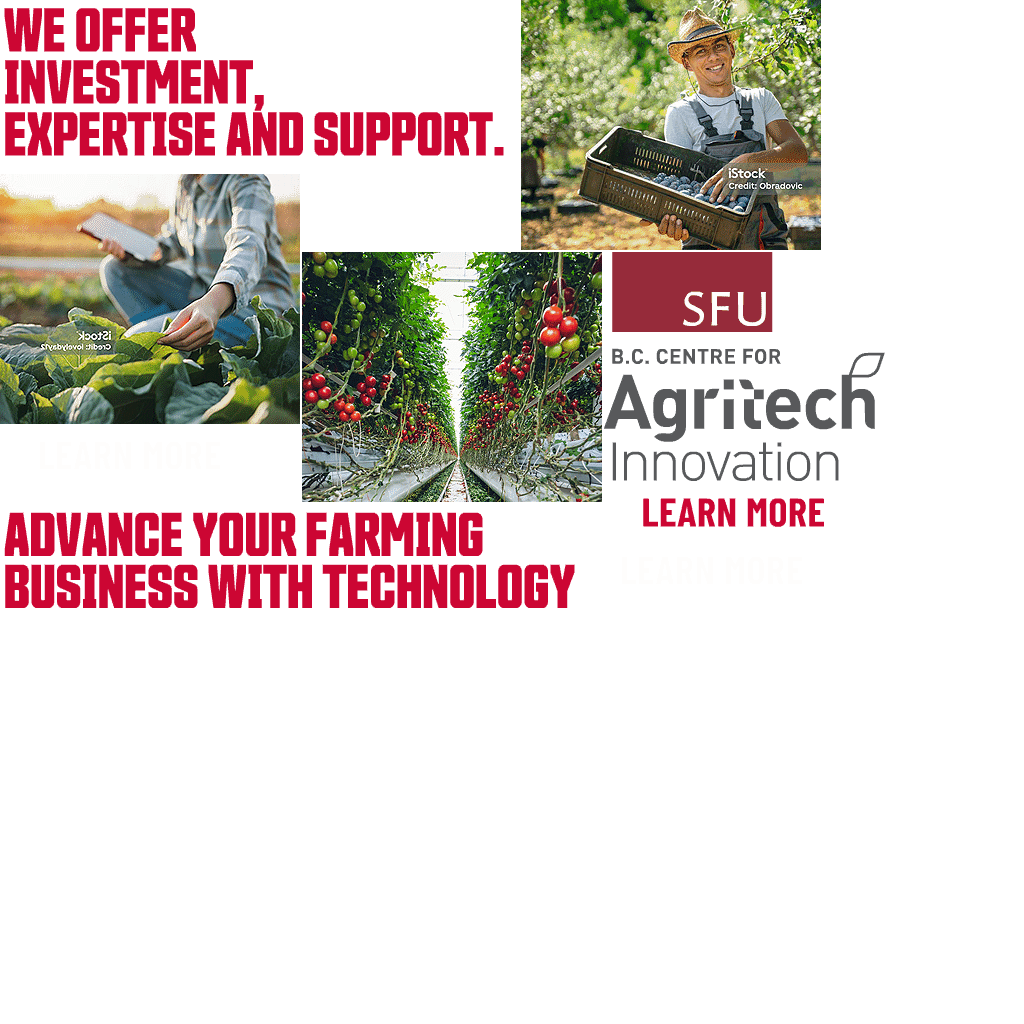 WE OFFER
INVESTMENT,
EXPERTISE AND SUPPORT.
iStock
Credit: Obradovic
iStock
Credit: lovelyday12
SFU
B.C. CENTRE FOR
Agritech
Innovation
LEARN MORE
LEARN MORE
ADVANCE YOUR FARMING
BUSINESS WITH TECHNOLOGY
LEARN MORE